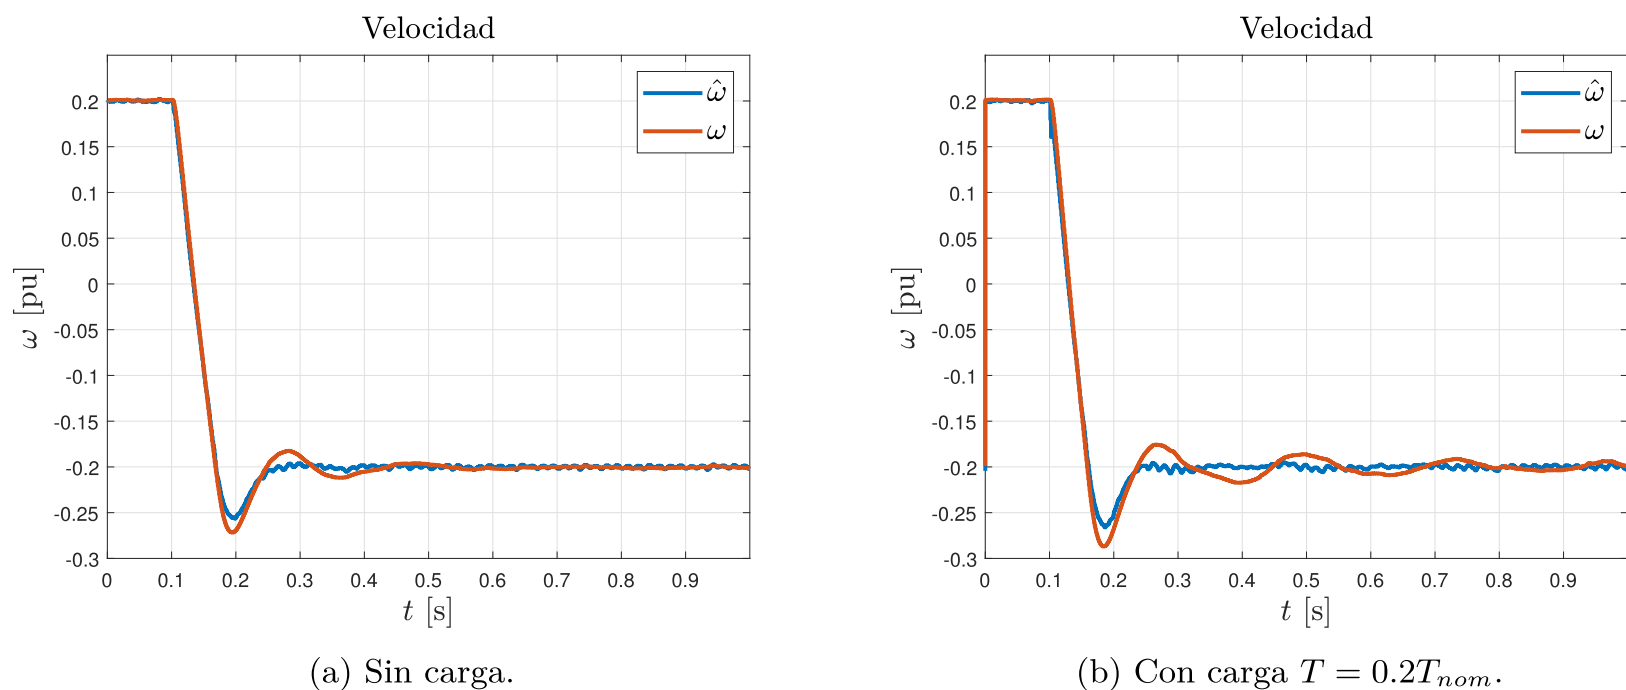 Velocidad
ω̂
ω
0.2
0.15
0.1
0.05
0
-0.05
-0.1
-0.15
-0.2
-0.25
-0.3
ω [pu]
0 0.1 0.2 0.3 0.4 0.5 0.6 0.7 0.8 0.9
t [s]
(a) Sin carga.
Velocidad
ω̂
ω
0.2
0.15
0.1
0.05
0
-0.05
-0.1
-0.15
-0.2
-0.25
-0.3
ω [pu]
0 0.1 0.2 0.3 0.4 0.5 0.6 0.7 0.8 0.9
t [s]
(b) Con carga T = 0.2Tₙₒₘ.